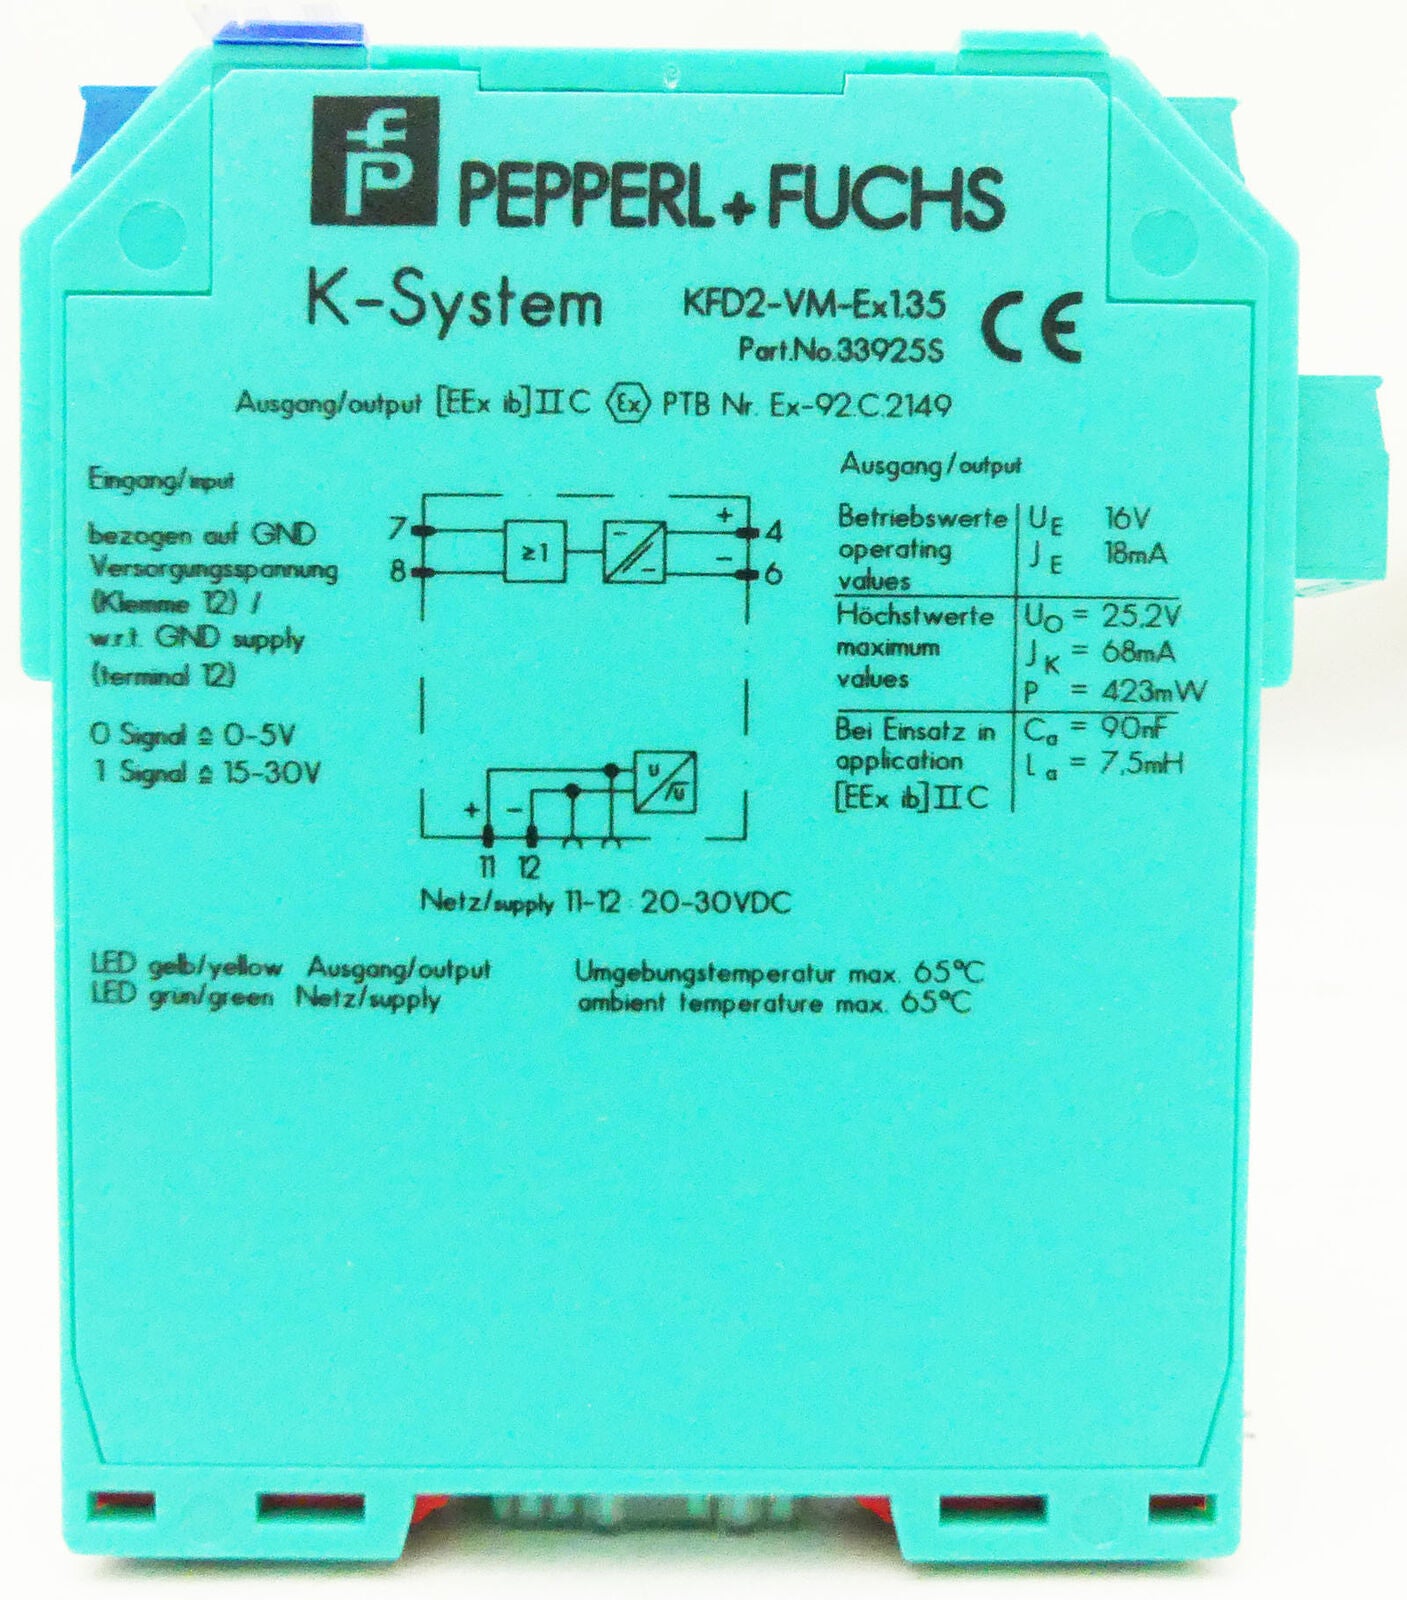 fP PEPPERL+FUCHS
K-System KFD2-VM-Ex1.35
Part.No.33925S CE
Ausgang/output [EEx ib]IIC Ex PTB Nr. Ex-92.C.2149
Eingang/input
bezogen auf GND
Versorgungsspannung
(Klemme 12) /
w.r.t. GND supply
(terminal 12)
0 Signal ≙ 0-5V
1 Signal ≙ 15-30V
7 ≥1 + 4
8 - 6
+ - U /U
11 12
Netz/supply 11-12 : 20-30VDC
Ausgang/output
Betriebswerte UE 16V
operating JE 18mA
values
Höchstwerte UO = 25,2V
maximum JK = 68mA
values P = 423mW
Bei Einsatz in Ca = 90nF
application La = 7,5mH
[EEx ib]IIC
LED gelb/yellow Ausgang/output
LED grün/green Netz/supply
Umgebungstemperatur max. 65°C
ambient temperature max. 65°C